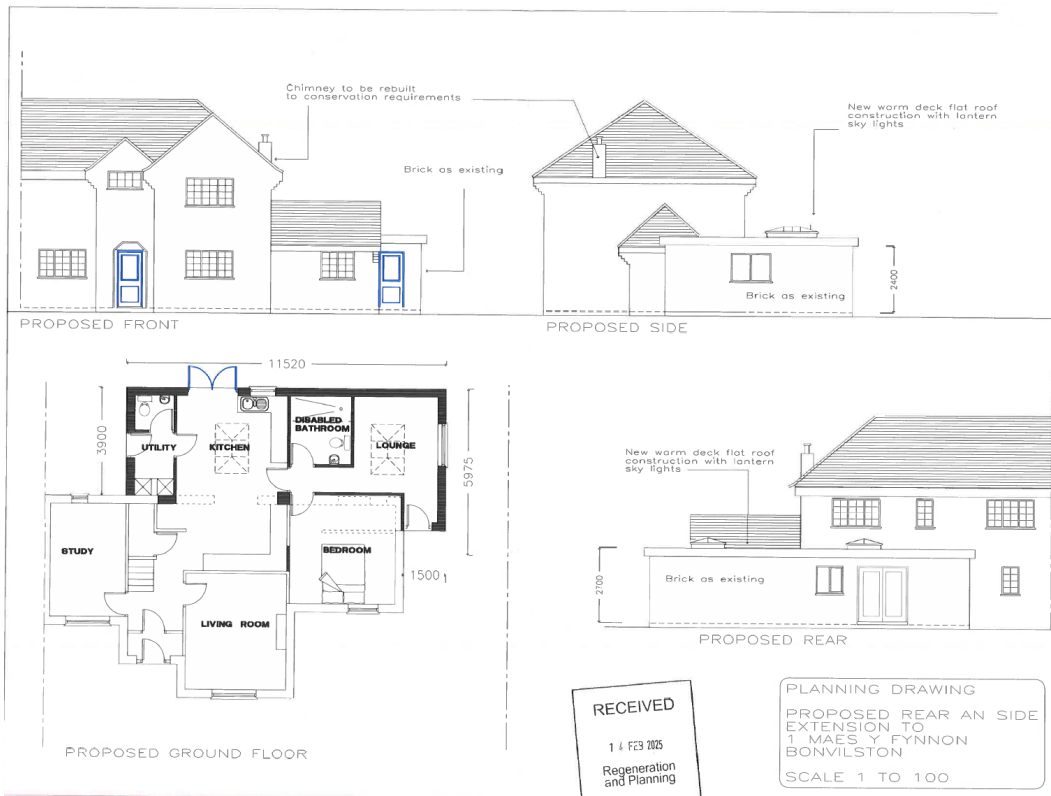 Chimney to be rebuilt
to conservation requirements
New warm deck flat roof
construction with lantern
sky lights
Brick as existing
2400
Brick as existing
PROPOSED FRONT
PROPOSED SIDE
11520
3900
DISABLED
BATHROOM
UTILITY
KITCHEN
LOUNGE
5975
STUDY
BEDROOM
1500
LIVING ROOM
PROPOSED GROUND FLOOR
New warm deck flat roof
construction with lantern
sky lights
2700
Brick as existing
PROPOSED REAR
RECEIVED
14 FEB 2025
Regeneration
and Planning
PLANNING DRAWING
PROPOSED REAR AN SIDE
EXTENSION TO
1 MAES Y FYNNON
BONVILSTON
SCALE 1 TO 100